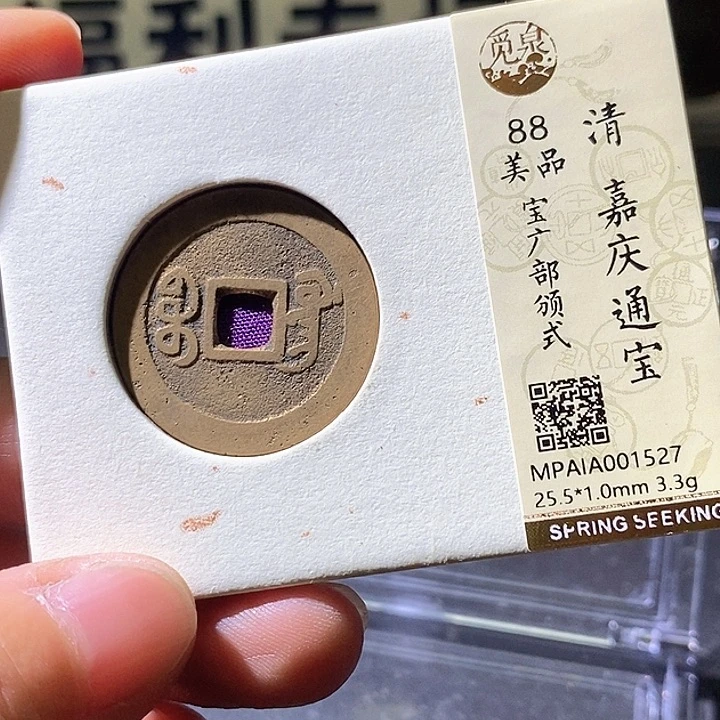 觅泉
清 嘉庆通宝
88
美品
宝广部颁式
MPAIA001527
25.5*1.0mm 3.3g
SPRING SEEKING